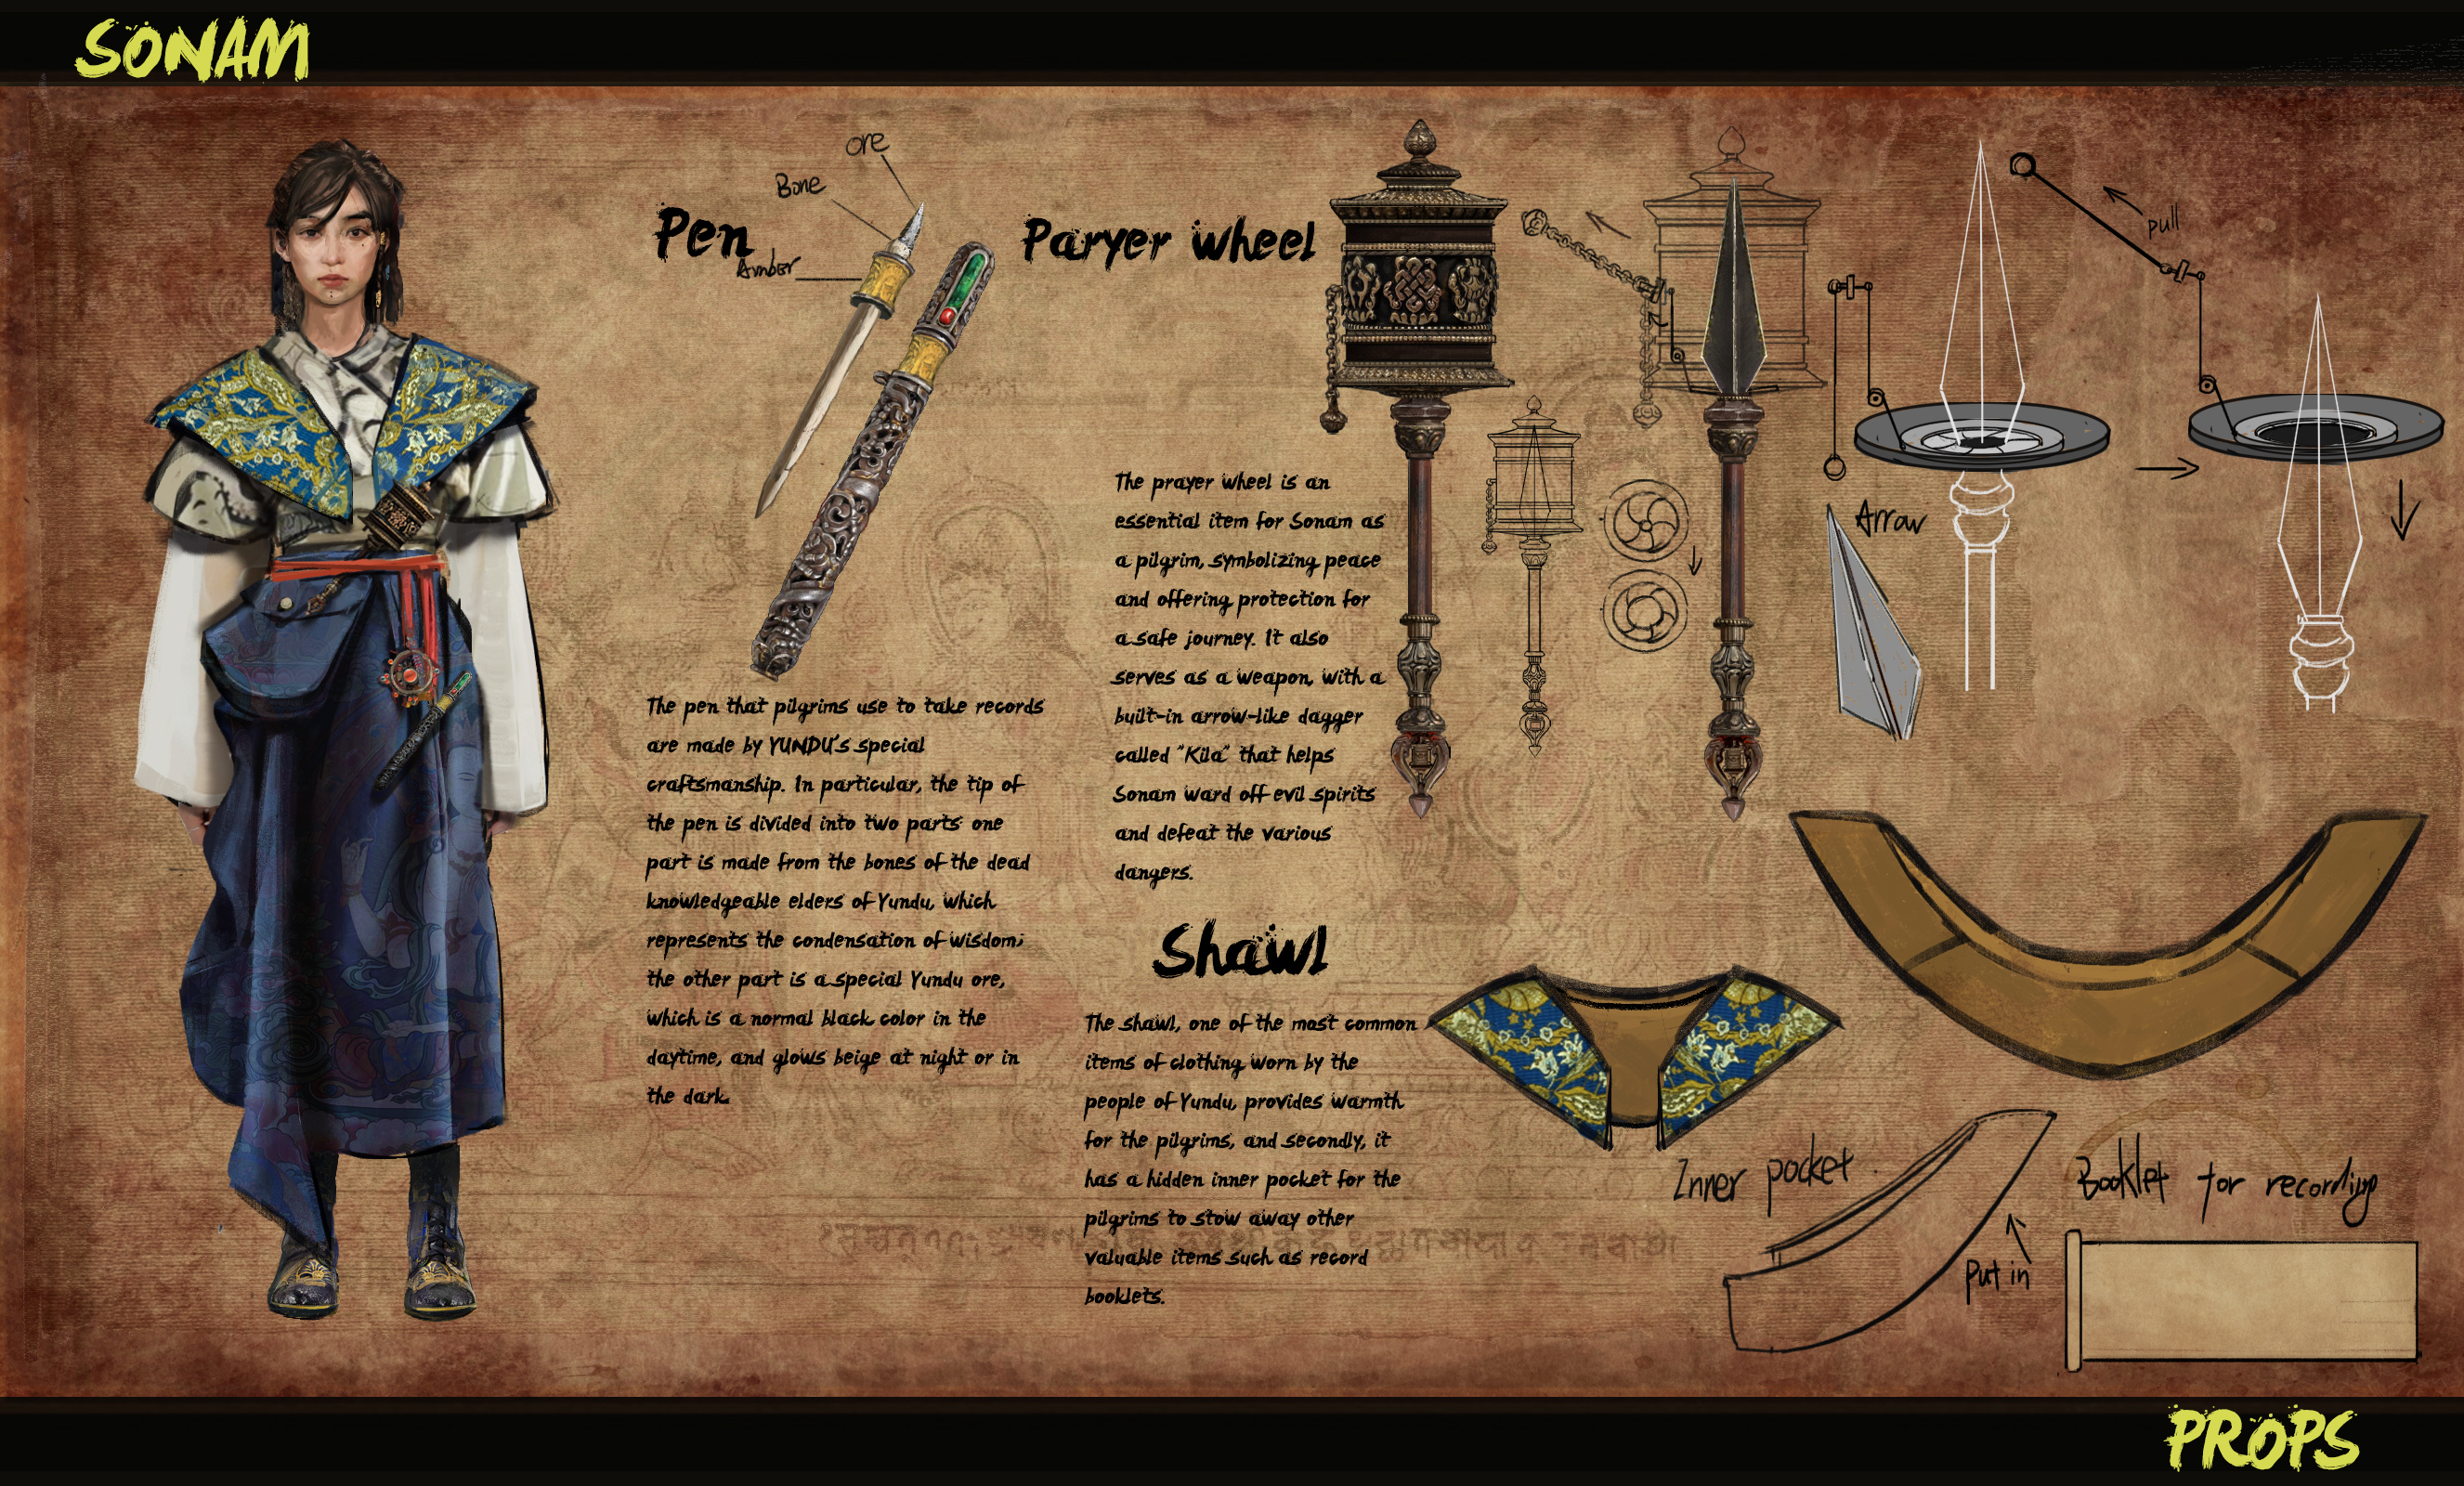 SONAM
Pen
ore
Bone
Amber
The pen that pilgrims use to take records
are made by YUNDU's special
craftsmanship. In particular, the tip of
the pen is divided into two parts: one
part is made from the bones of the dead
knowledgeable elders of Yundu, which
represents the condensation of wisdom;
the other part is a special Yundu ore,
which is a normal black color in the
daytime, and glows beige at night or in
the dark.
Paryer wheel
The prayer wheel is an
essential item for Sonam as
a pilgrim, symbolizing peace
and offering protection for
a safe journey. It also
serves as a weapon, with a
built-in arrow-like dagger
called "Kila" that helps
Sonam ward off evil spirits
and defeat the various
dangers.
pull
Arrow
Shawl
The shawl, one of the most common
items of clothing worn by the
people of Yundu, provides warmth
for the pilgrims, and secondly, it
has a hidden inner pocket for the
pilgrims to stow away other
valuable items such as record
booklets.
Inner pocket
Put in
Booklet for recording
PROPS